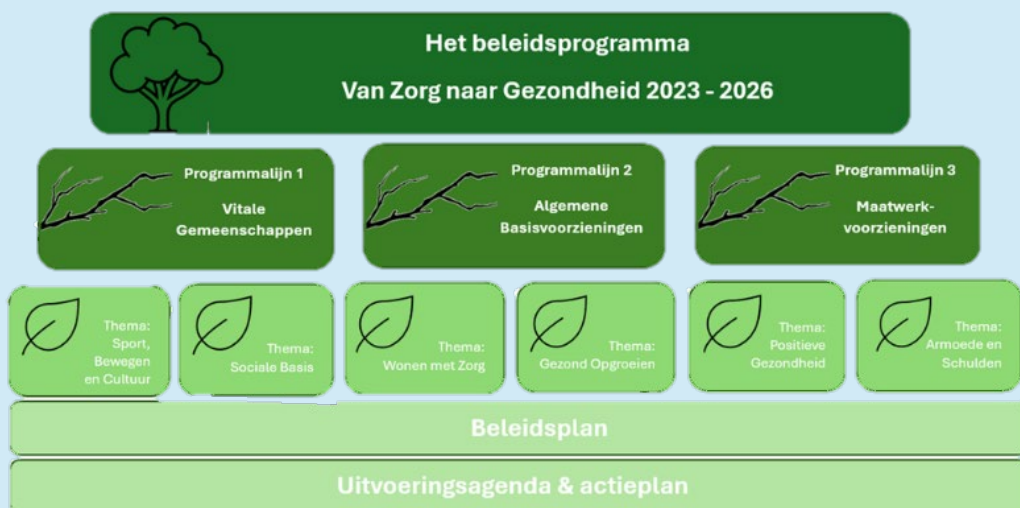 Het beleidsprogramma
Van Zorg naar Gezondheid 2023 - 2026
Programmalijn 1
Vitale
Gemeenschappen
Programmalijn 2
Algemene
Basisvoorzieningen
Programmalijn 3
Maatwerk-
voorzieningen
Thema:
Sport,
Bewegen
en Cultuur
Thema:
Sociale Basis
Thema:
Wonen met Zorg
Thema:
Gezond Opgroeien
Thema:
Positieve
Gezondheid
Thema:
Armoede en
Schulden
Beleidsplan
Uitvoeringsagenda & actieplan